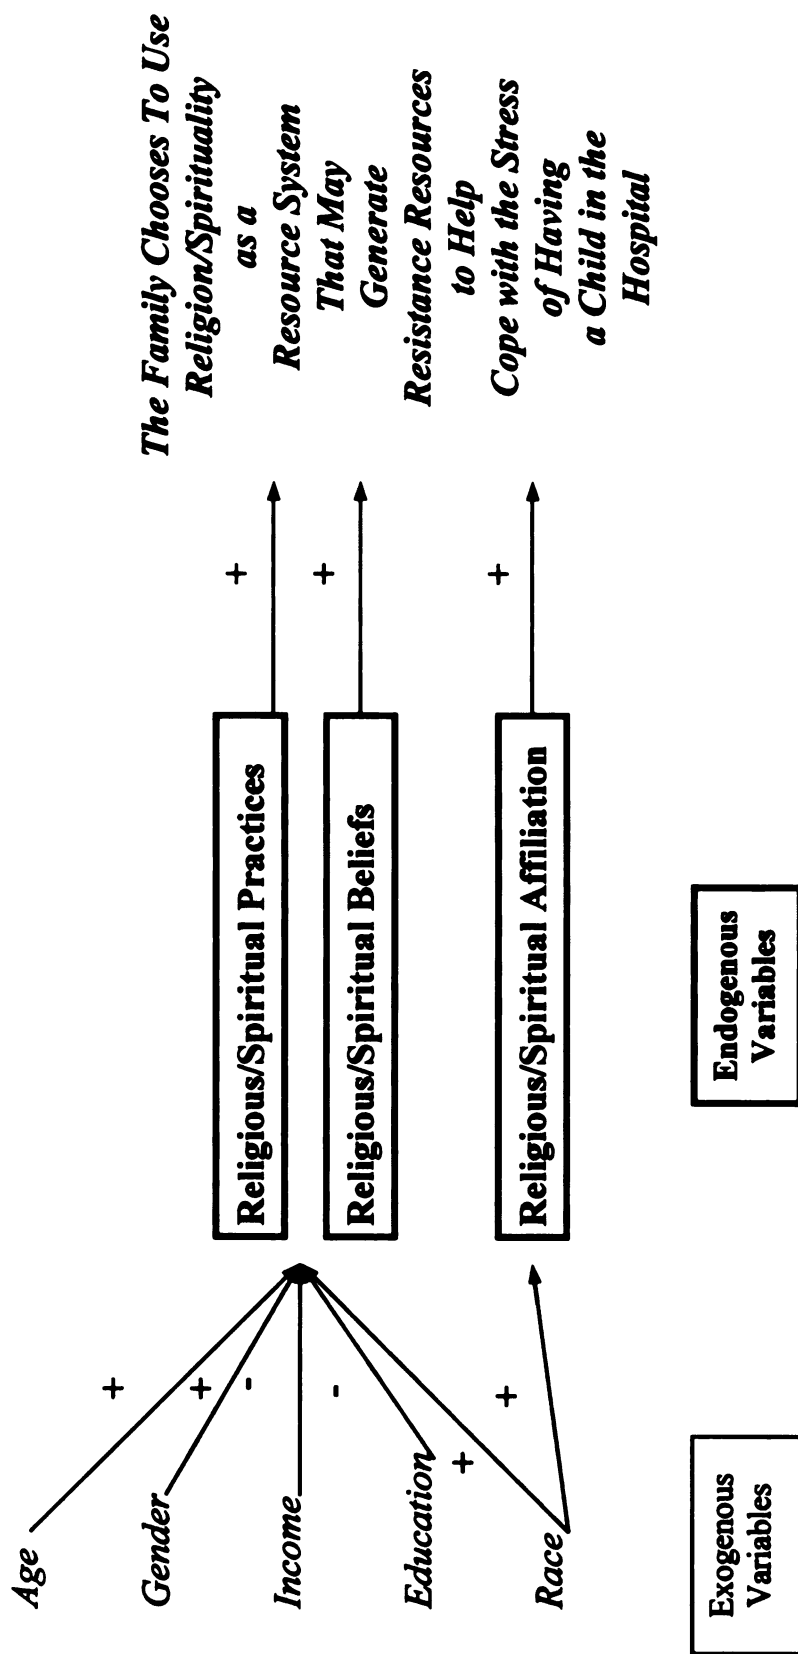 Age
Gender
Income
Education
Race
+
+
-
-
+
+
Religious/Spiritual Practices
Religious/Spiritual Beliefs
Religious/Spiritual Affiliation
+
+
+
The Family Chooses To Use
Religion/Spirituality
as a
Resource System
That May
Generate
Resistance Resources
to Help
Cope with the Stress
of Having
a Child in the
Hospital
Exogenous
Variables
Endogenous
Variables